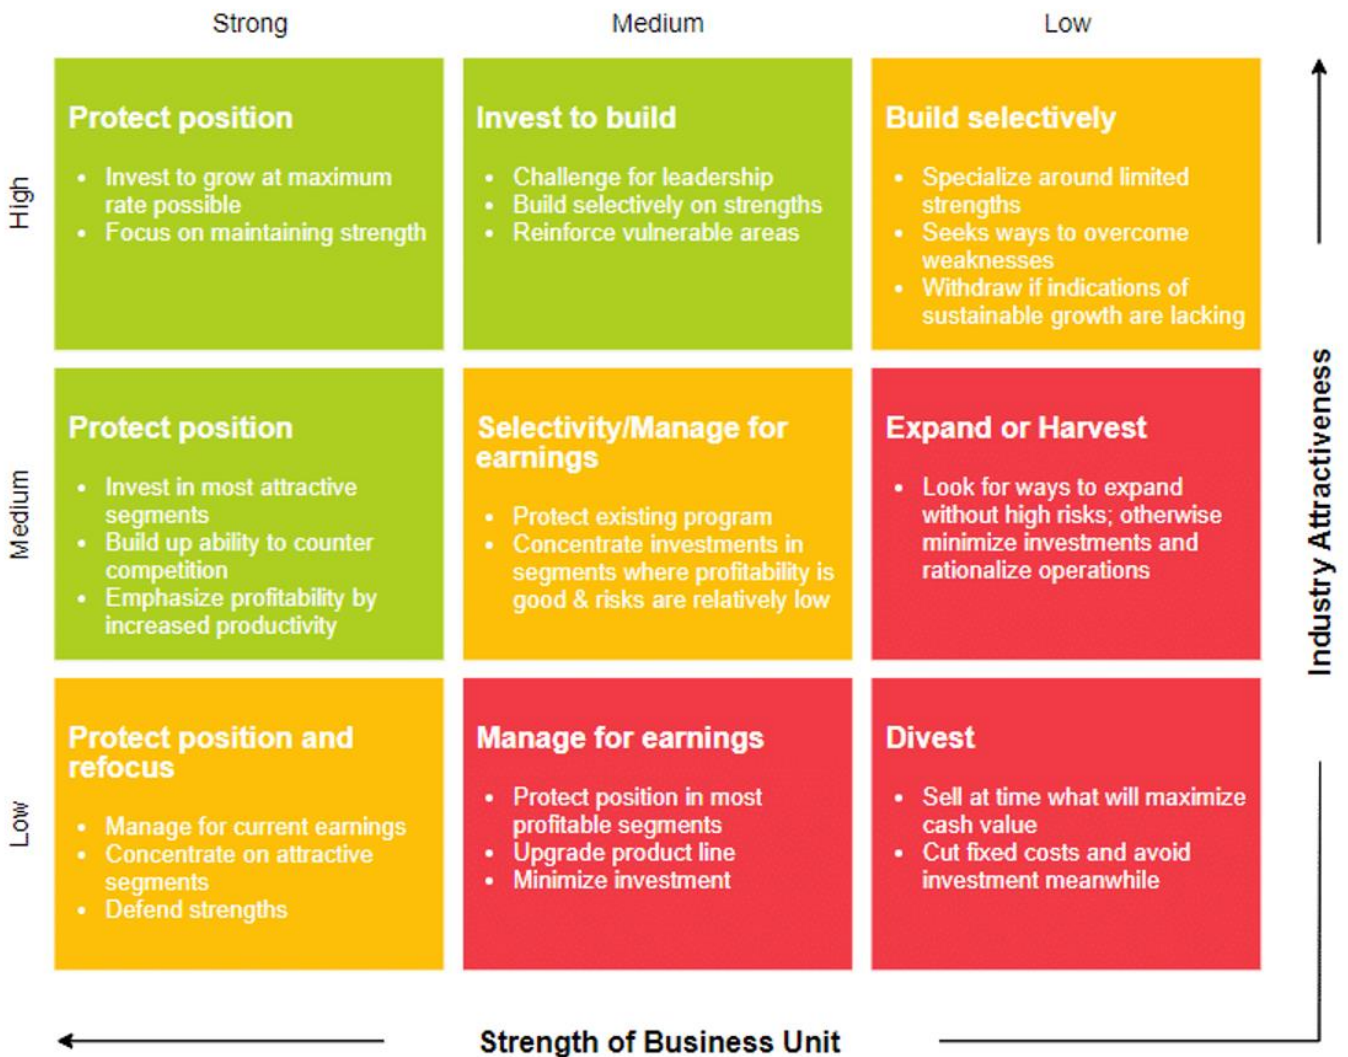 Strong
Medium
Low
High
Protect position
• Invest to grow at maximum
rate possible
• Focus on maintaining strength
Invest to build
• Challenge for leadership
• Build selectively on strengths
• Reinforce vulnerable areas
Build selectively
• Specialize around limited
strengths
• Seeks ways to overcome
weaknesses
• Withdraw if indications of
sustainable growth are lacking
Medium
Protect position
• Invest in most attractive
segments
• Build up ability to counter
competition
• Emphasize profitability by
increased productivity
Selectivity/Manage for
earnings
• Protect existing program
• Concentrate investments in
segments where profitability is
good & risks are relatively low
Expand or Harvest
• Look for ways to expand
without high risks; otherwise
minimize investments and
rationalize operations
Low
Protect position and
refocus
• Manage for current earnings
• Concentrate on attractive
segments
• Defend strengths
Manage for earnings
• Protect position in most
profitable segments
• Upgrade product line
• Minimize investment
Divest
• Sell at time what will maximize
cash value
• Cut fixed costs and avoid
investment meanwhile
Industry Attractiveness
Strength of Business Unit